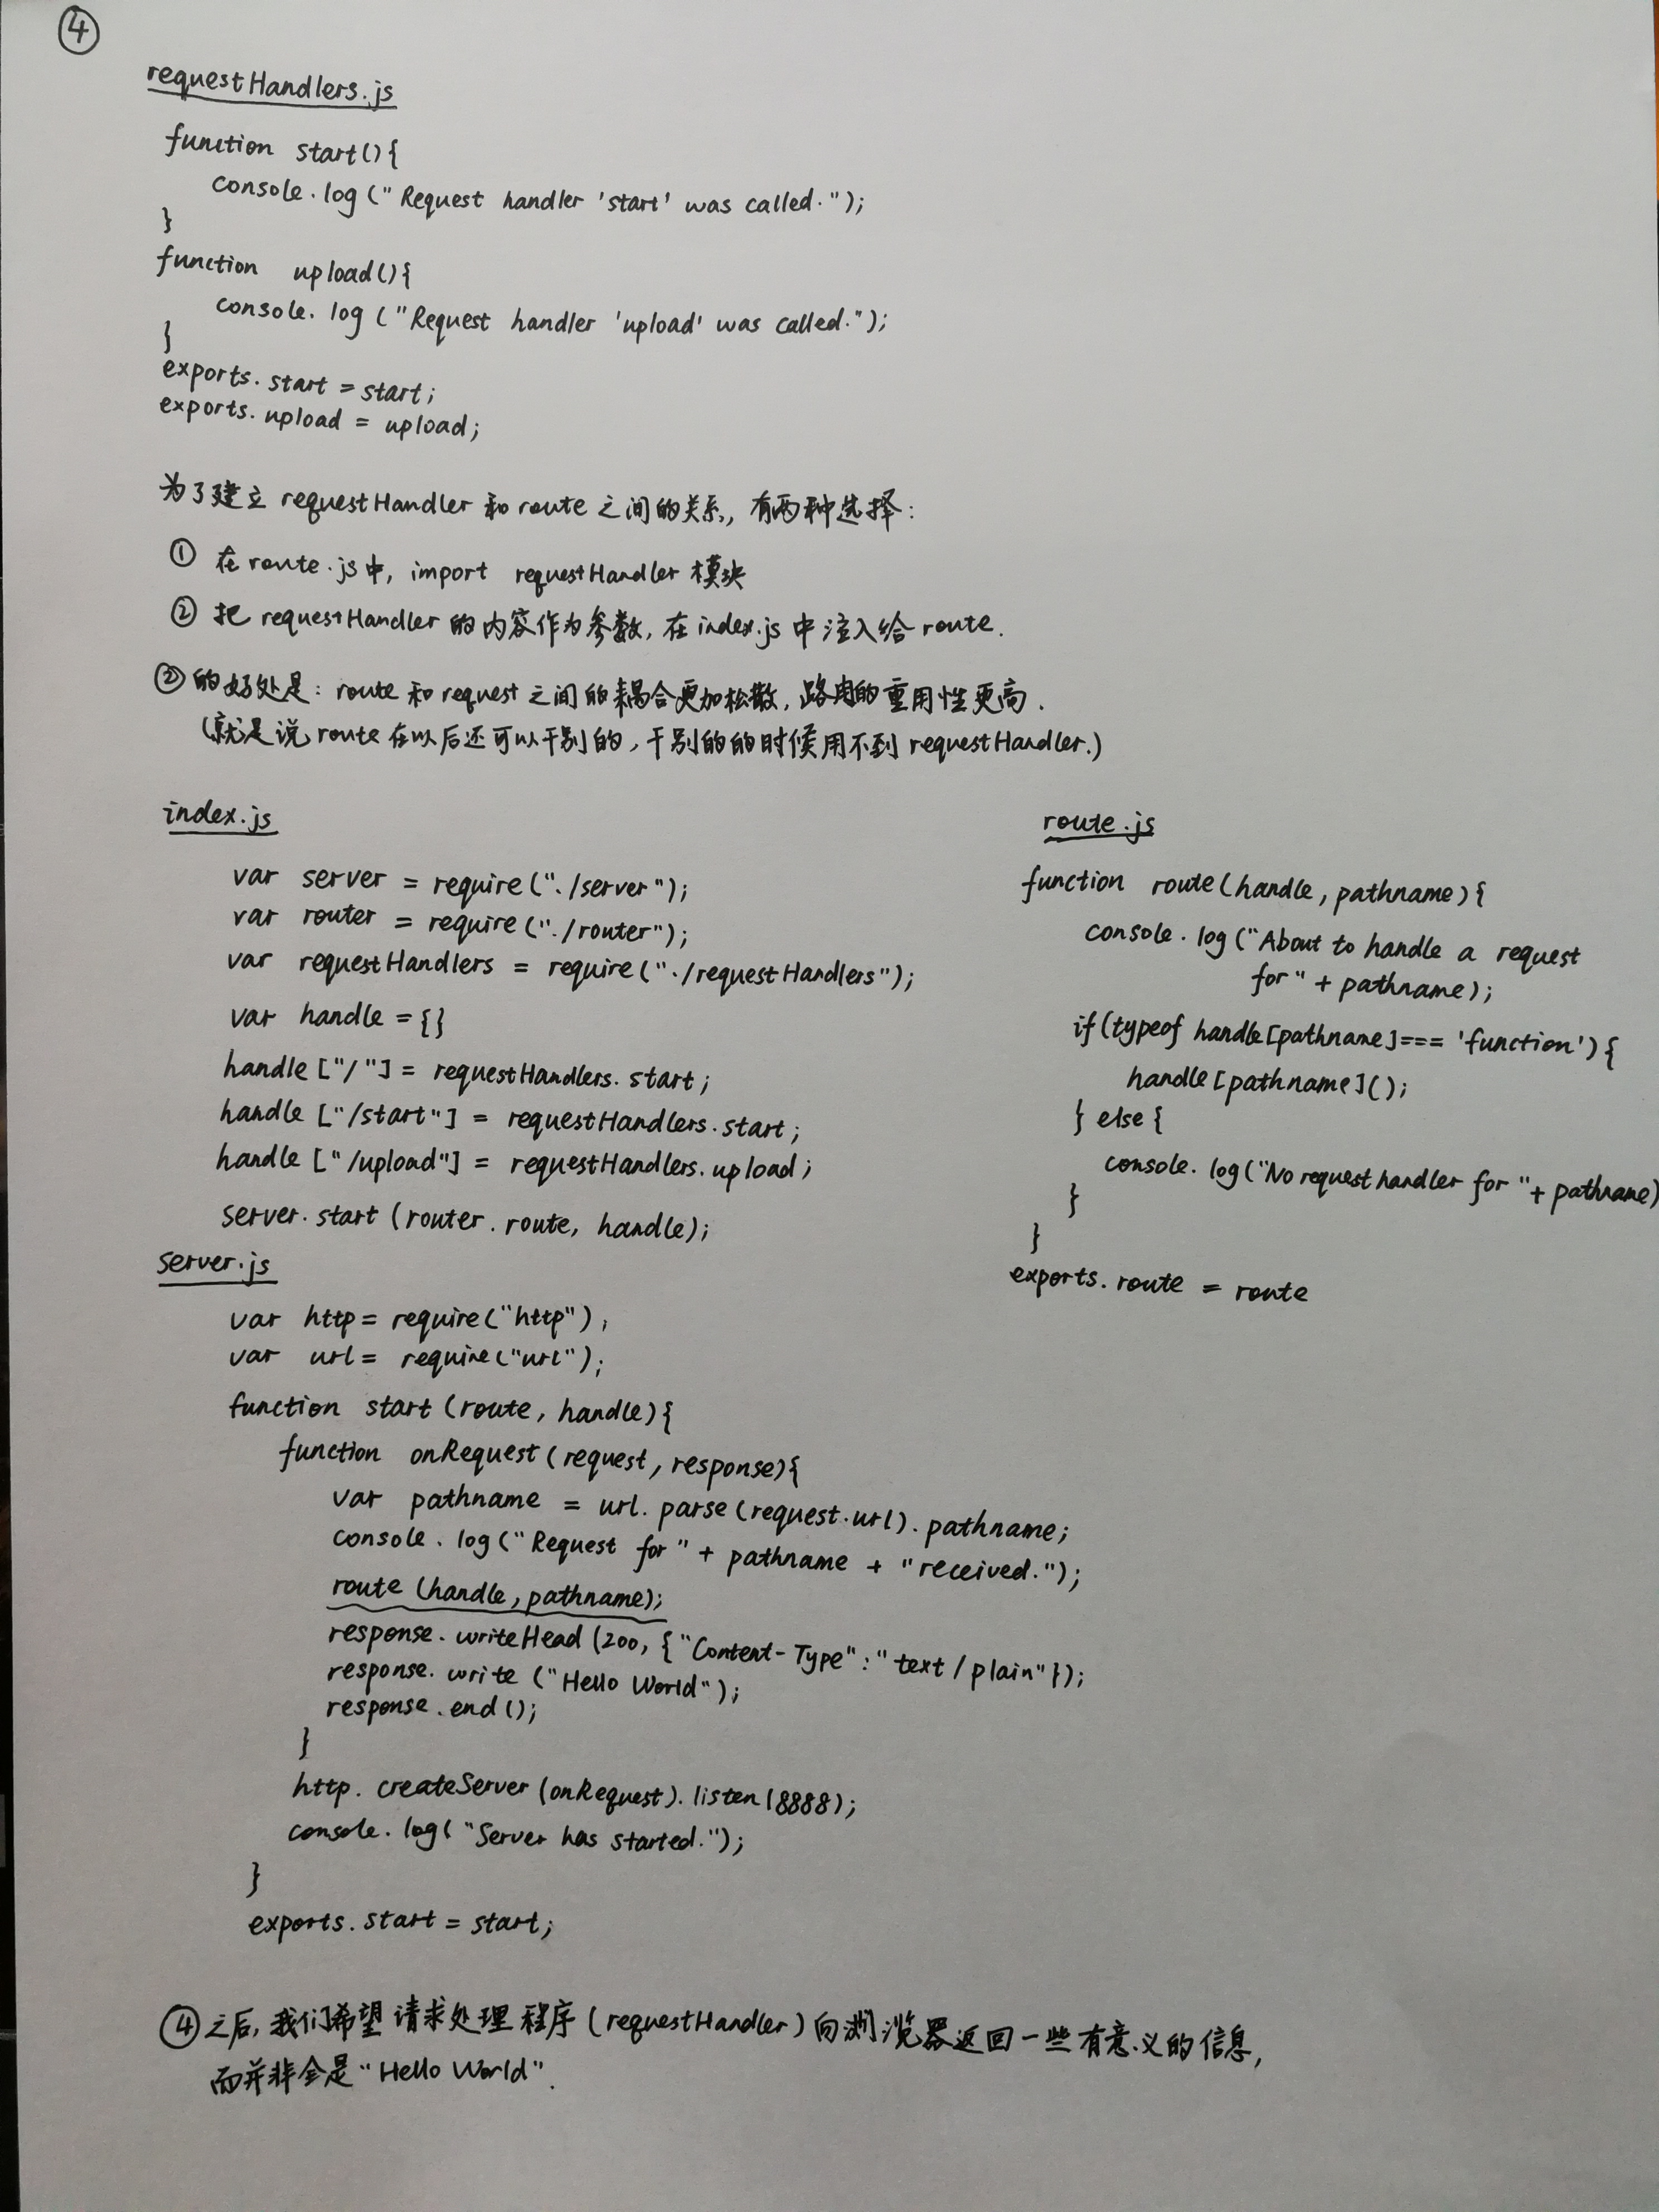 ④
requestHandlers.js
function start(){
console.log("Request handler 'start' was called.");
}
function upload(){
console.log("Request handler 'upload' was called.");
}
exports.start = start;
exports.upload = upload;
为了建立 requestHandler 和 route 之间的关系, 有两种选择:
① 在 route.js中, import requestHandler 模块
② 把 requestHandler 的内容作为参数, 在 index.js 中注入给 route.
②的好处是: route 和 request 之间的耦合更加松散, 路由的重用性更高.
(就是说 route 在以后还可以干别的, 干别的的时候用不到 requestHandler.)
index.js
var server = require("./server");
var router = require("./router");
var requestHandlers = require("./requestHandlers");
var handle = {}
handle ["/"] = requestHandlers.start;
handle ["/start"] = requestHandlers.start;
handle ["/upload"] = requestHandlers.upload;
server.start (router.route, handle);
route.js
function route(handle, pathname){
console.log("About to handle a request
for" + pathname);
if(typeof handle[pathname]=== 'function'){
handle[pathname]();
} else {
console.log("No request handler for "+ pathname)
}
}
exports.route = route
server.js
var http = require("http");
var url = require("url");
function start (route, handle){
function onRequest (request, response){
var pathname = url.parse(request.url).pathname;
console.log("Request for" + pathname + "received.");
route (handle, pathname);
response.writeHead (200, {"Content-Type":"text/plain"});
response.write ("Hello World");
response.end ();
}
http.createServer (onRequest).listen(8888);
console.log( "Server has started.");
}
exports.start = start;
④之后, 我们希望请求处理程序 (requestHandler) 向浏览器返回一些有意义的信息,
而并非全是 "Hello World".